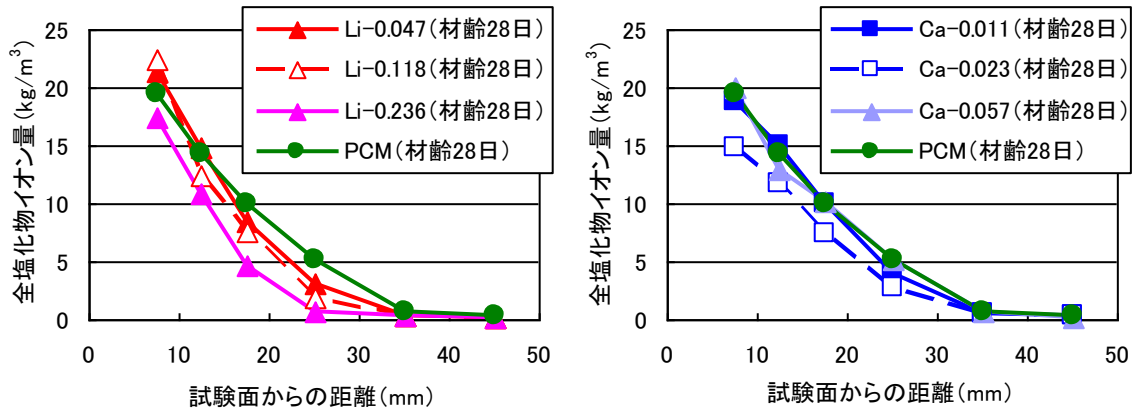 全塩化物イオン量(kg/m³)
25
20
15
10
5
0
Li-0.047(材齢28日)
Li-0.118(材齢28日)
Li-0.236(材齢28日)
PCM(材齢28日)
0 10 20 30 40 50
試験面からの距離(mm)
全塩化物イオン量(kg/m³)
25
20
15
10
5
0
Ca-0.011(材齢28日)
Ca-0.023(材齢28日)
Ca-0.057(材齢28日)
PCM(材齢28日)
0 10 20 30 40 50
試験面からの距離(mm)